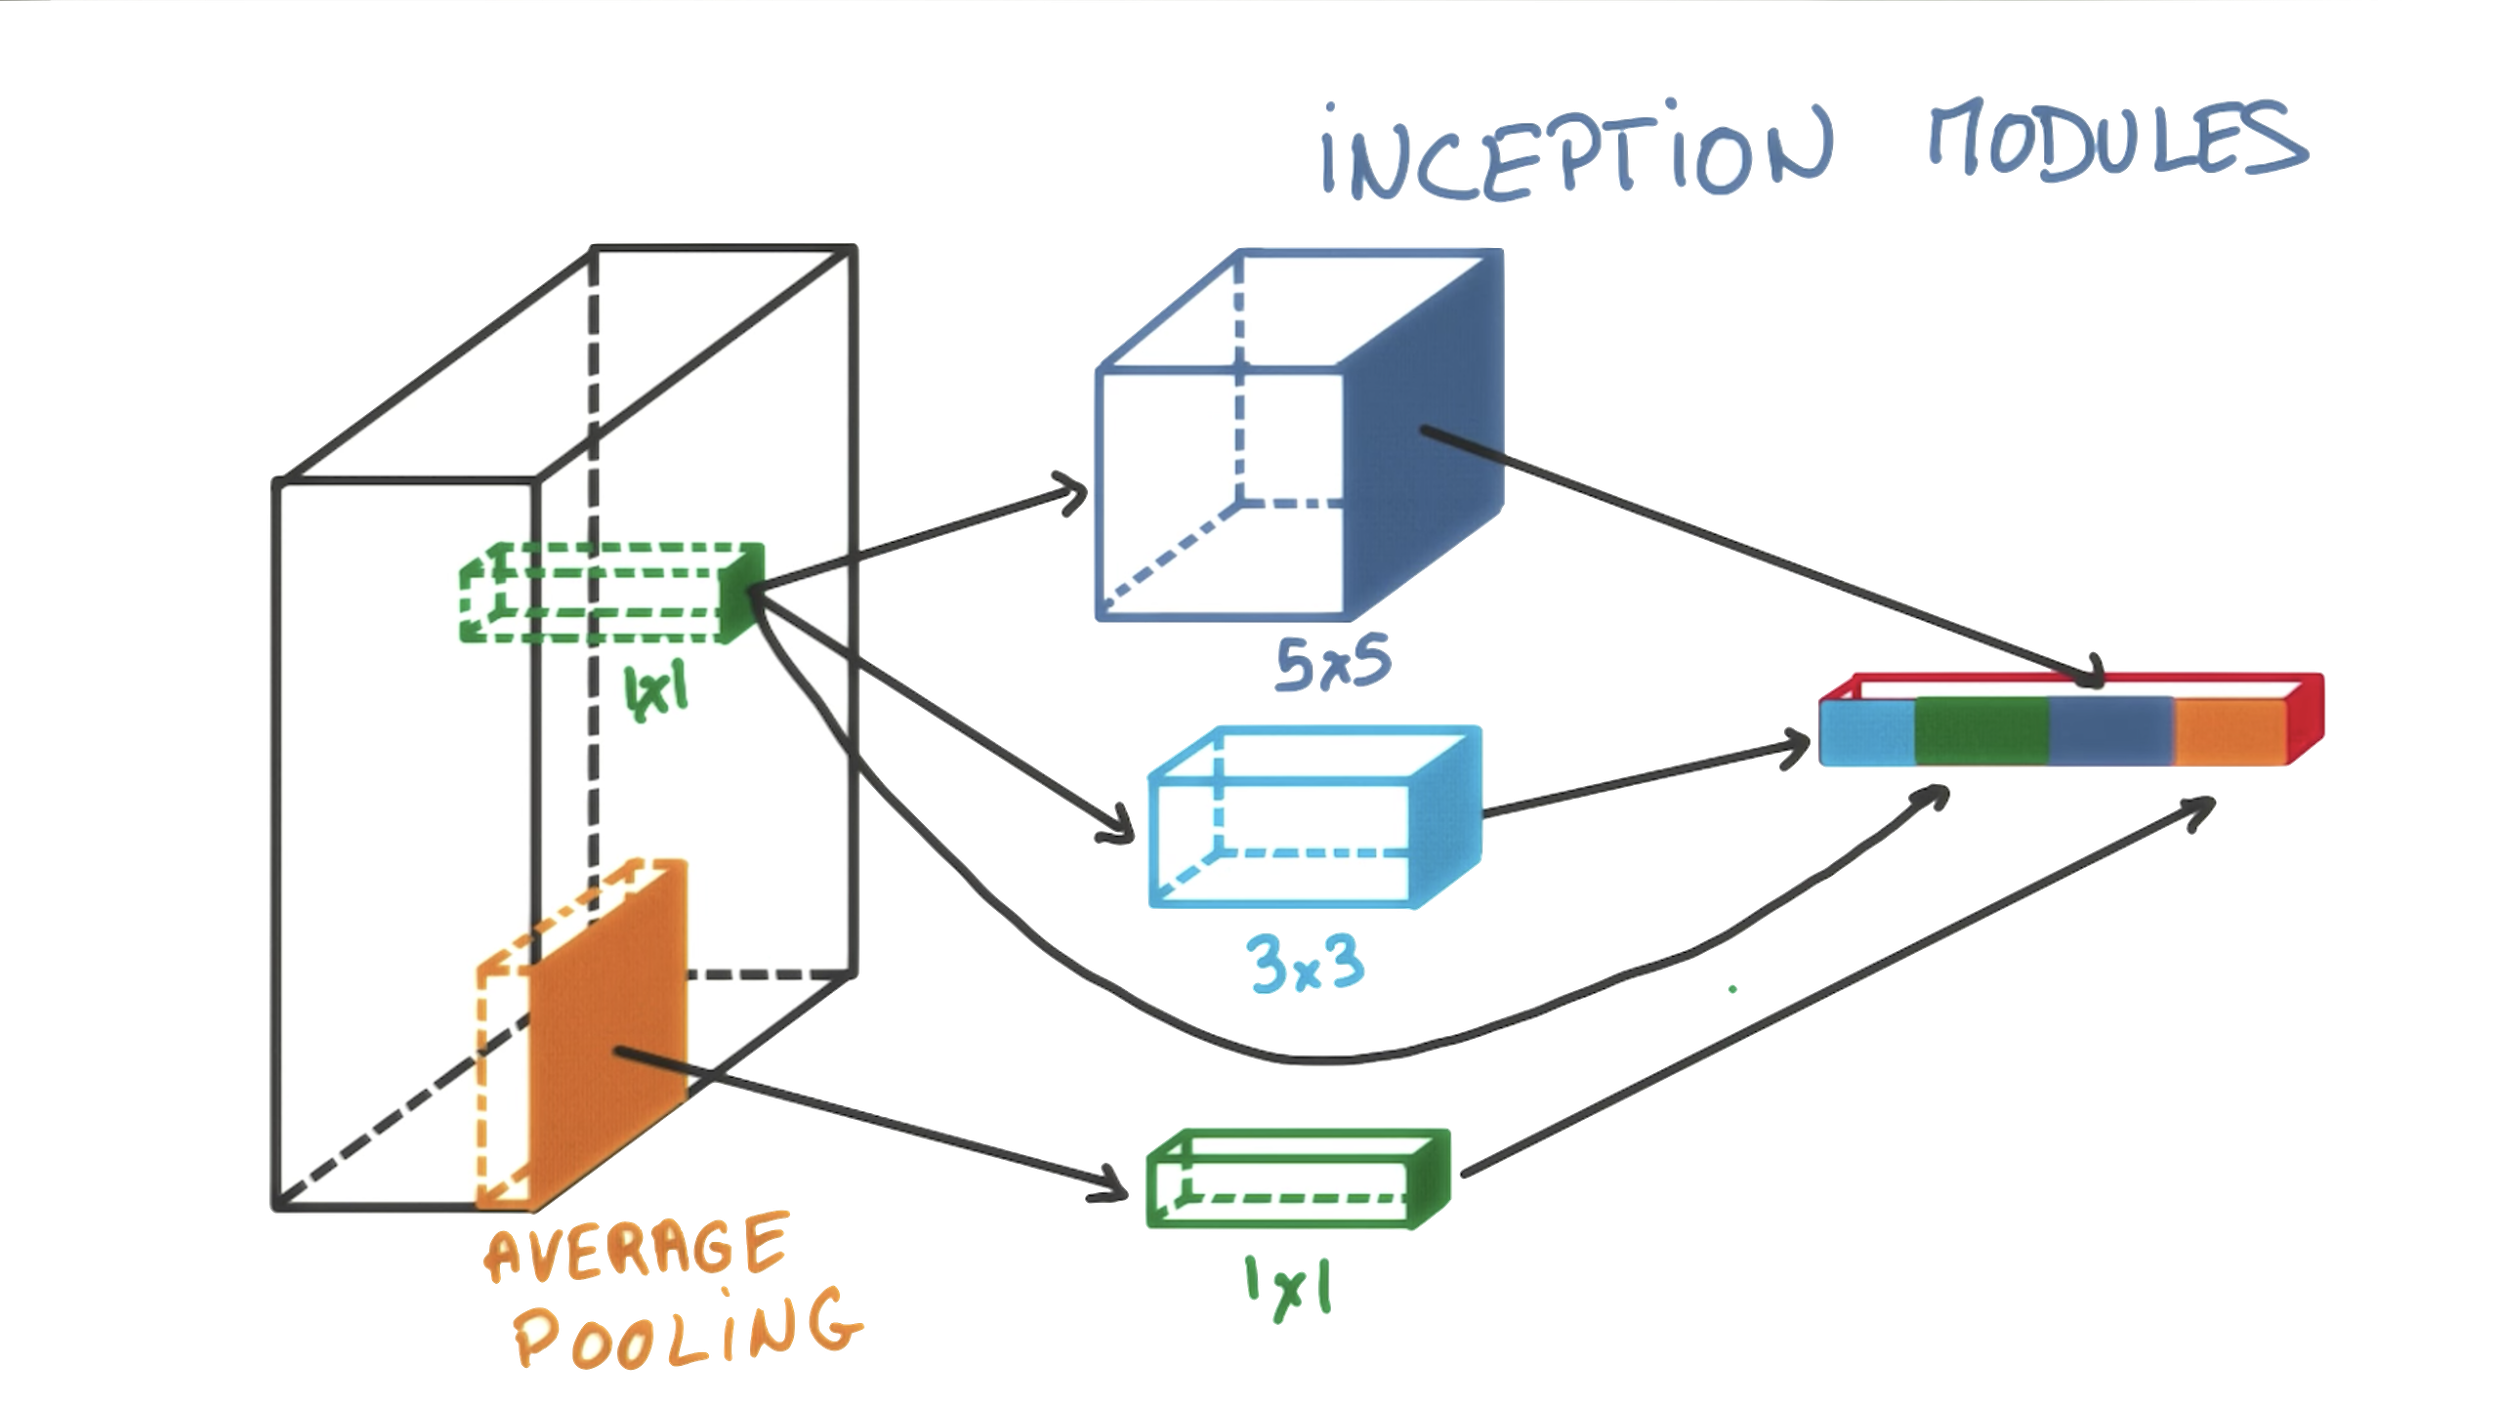 iNCEPTiON MODULES
1x1
5x5
3x3
AVERAGE
POOLiNG
1x1